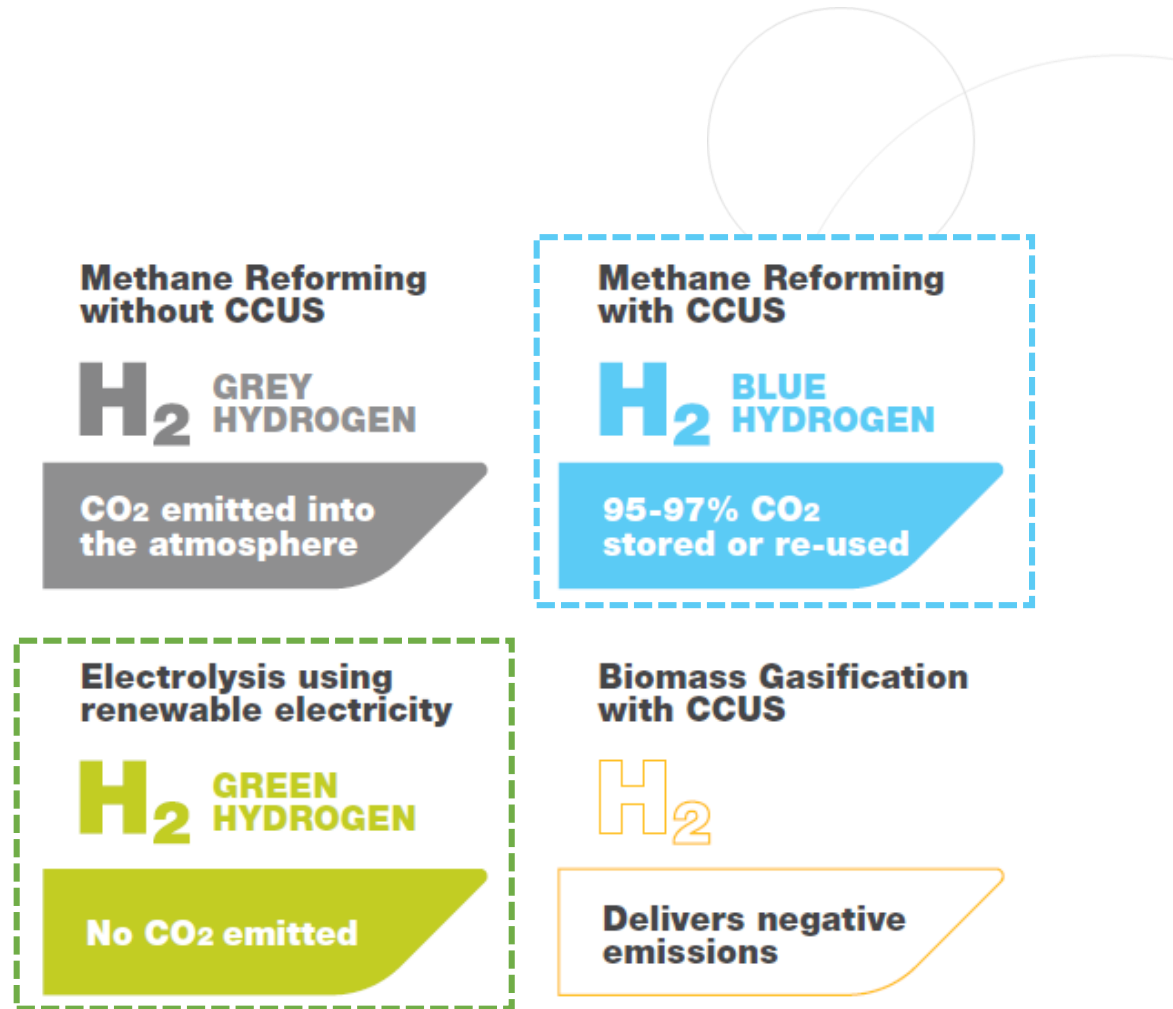 Methane Reforming
without CCUS
H2 GREY
HYDROGEN
CO2 emitted into
the atmosphere
Methane Reforming
with CCUS
H2 BLUE
HYDROGEN
95-97% CO2
stored or re-used
Electrolysis using
renewable electricity
H2 GREEN
HYDROGEN
No CO2 emitted
Biomass Gasification
with CCUS
H2
Delivers negative
emissions